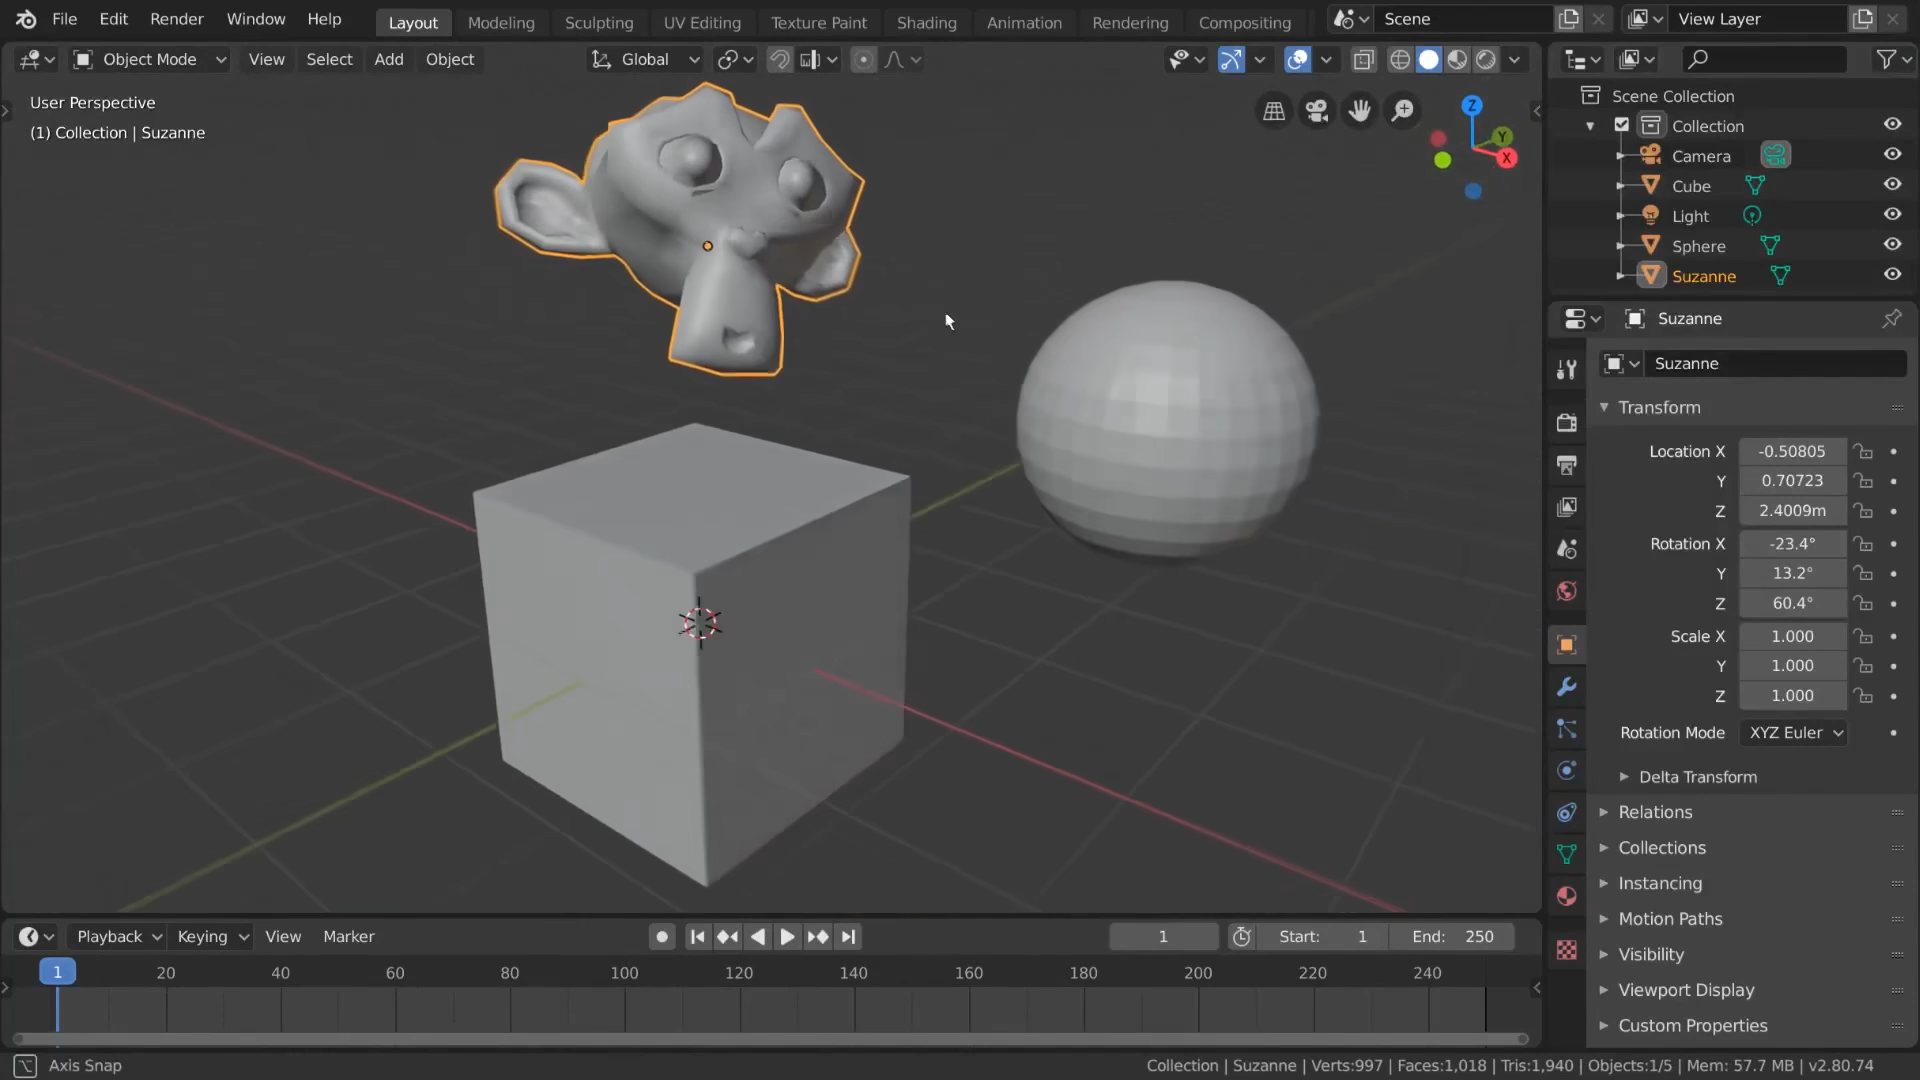 File Edit Render Window Help Layout Modeling Sculpting UV Editing Texture Paint Shading Animation Rendering Compositing Scene View Layer
Object Mode View Select Add Object Global
User Perspective
(1) Collection | Suzanne
Z
Y
X
Scene Collection
Collection
Camera
Cube
Light
Sphere
Suzanne
Suzanne
Suzanne
Transform
Location X -0.50805
Y 0.70723
Z 2.4009m
Rotation X -23.4°
Y 13.2°
Z 60.4°
Scale X 1.000
Y 1.000
Z 1.000
Rotation Mode XYZ Euler
Delta Transform
Relations
Collections
Instancing
Motion Paths
Visibility
Viewport Display
Custom Properties
Playback Keying View Marker 1 Start: 1 End: 250
1 20 40 60 80 100 120 140 160 180 200 220 240
Axis Snap Collection | Suzanne | Verts:997 | Faces:1,018 | Tris:1,940 | Objects:1/5 | Mem: 57.7 MB | v2.80.74